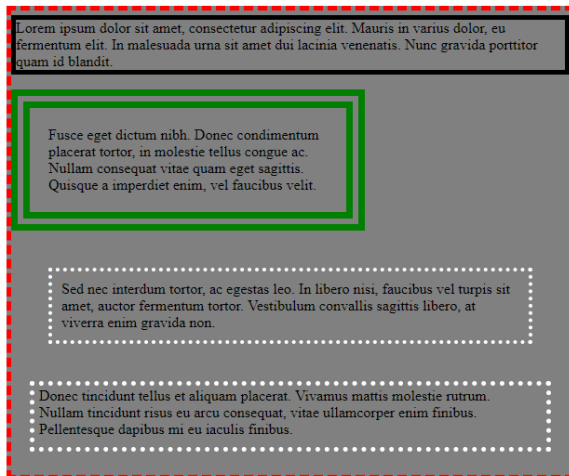 Lorem ipsum dolor sit amet, consectetur adipiscing elit. Mauris in varius dolor, eu
fermentum elit. In malesuada urna sit amet dui lacinia venenatis. Nunc gravida porttitor
quam id blandit.
Fusce eget dictum nibh. Donec condimentum
placerat tortor, in molestie tellus congue ac.
Nullam consequat vitae quam eget sagittis.
Quisque a imperdiet enim, vel faucibus velit.
Sed nec interdum tortor, ac egestas leo. In libero nisi, faucibus vel turpis sit
amet, auctor fermentum tortor. Vestibulum convallis sagittis libero, at
viverra enim gravida non.
Donec tincidunt tellus et aliquam placerat. Vivamus mattis molestie rutrum.
Nullam tincidunt risus eu arcu consequat, vitae ullamcorper enim finibus.
Pellentesque dapibus mi eu iaculis finibus.